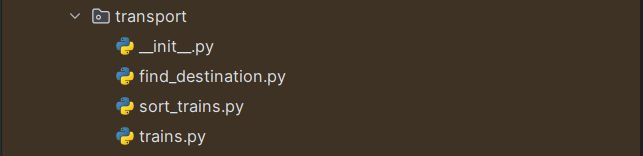 transport
__init__.py
find_destination.py
sort_trains.py
trains.py